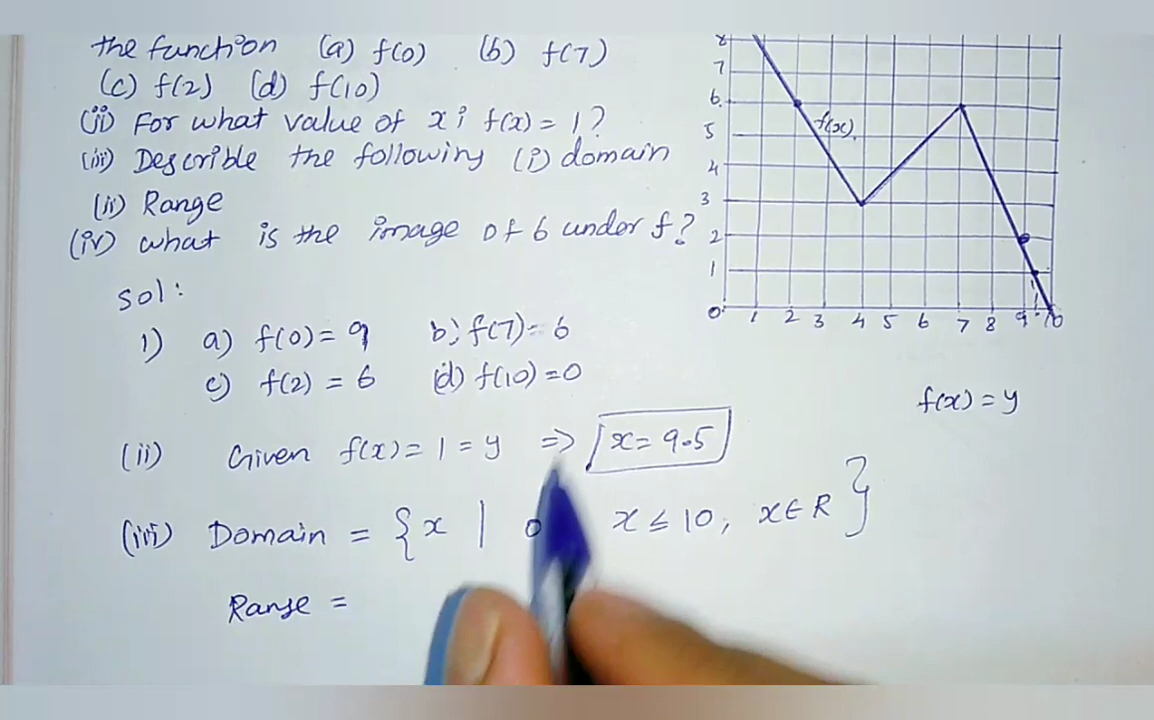 the function (a) f(0) (b) f(7)
(c) f(2) (d) f(10)
(ii) For what value of x ; f(x) = 1 ?
(iii) Describle the following (i) domain
(ii) Range
(iv) what is the image of 6 under f?
sol:
1) a) f(0) = 9 b) f(7) = 6
c) f(2) = 6 (d) f(10) = 0
(ii) Given f(x) = 1 = y => x = 9.5
(iii) Domain = { x | 0 x ≤ 10, x ∈ R }
Range =
8
7
6
5
4
3
2
1
0 1 2 3 4 5 6 7 8 9 10
f(x)
f(x) = y